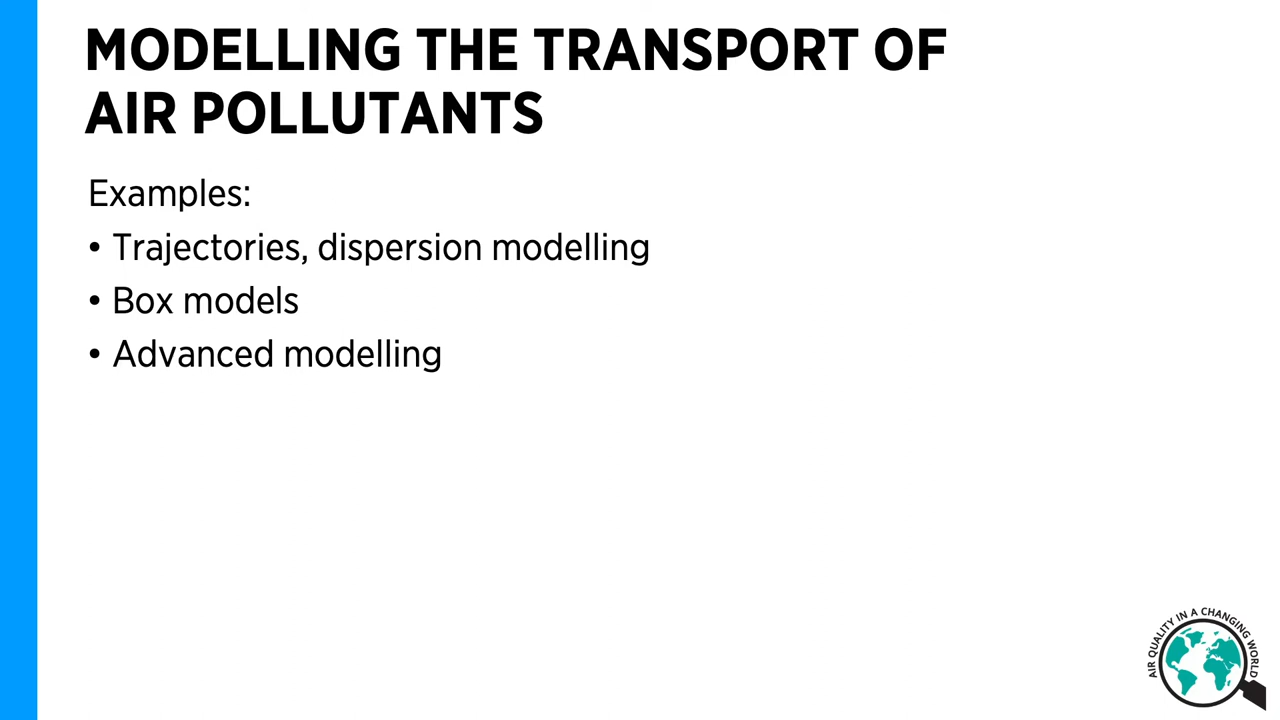 MODELLING THE TRANSPORT OF
AIR POLLUTANTS
Examples:
• Trajectories, dispersion modelling
• Box models
• Advanced modelling
AIR QUALITY IN A CHANGING WORLD